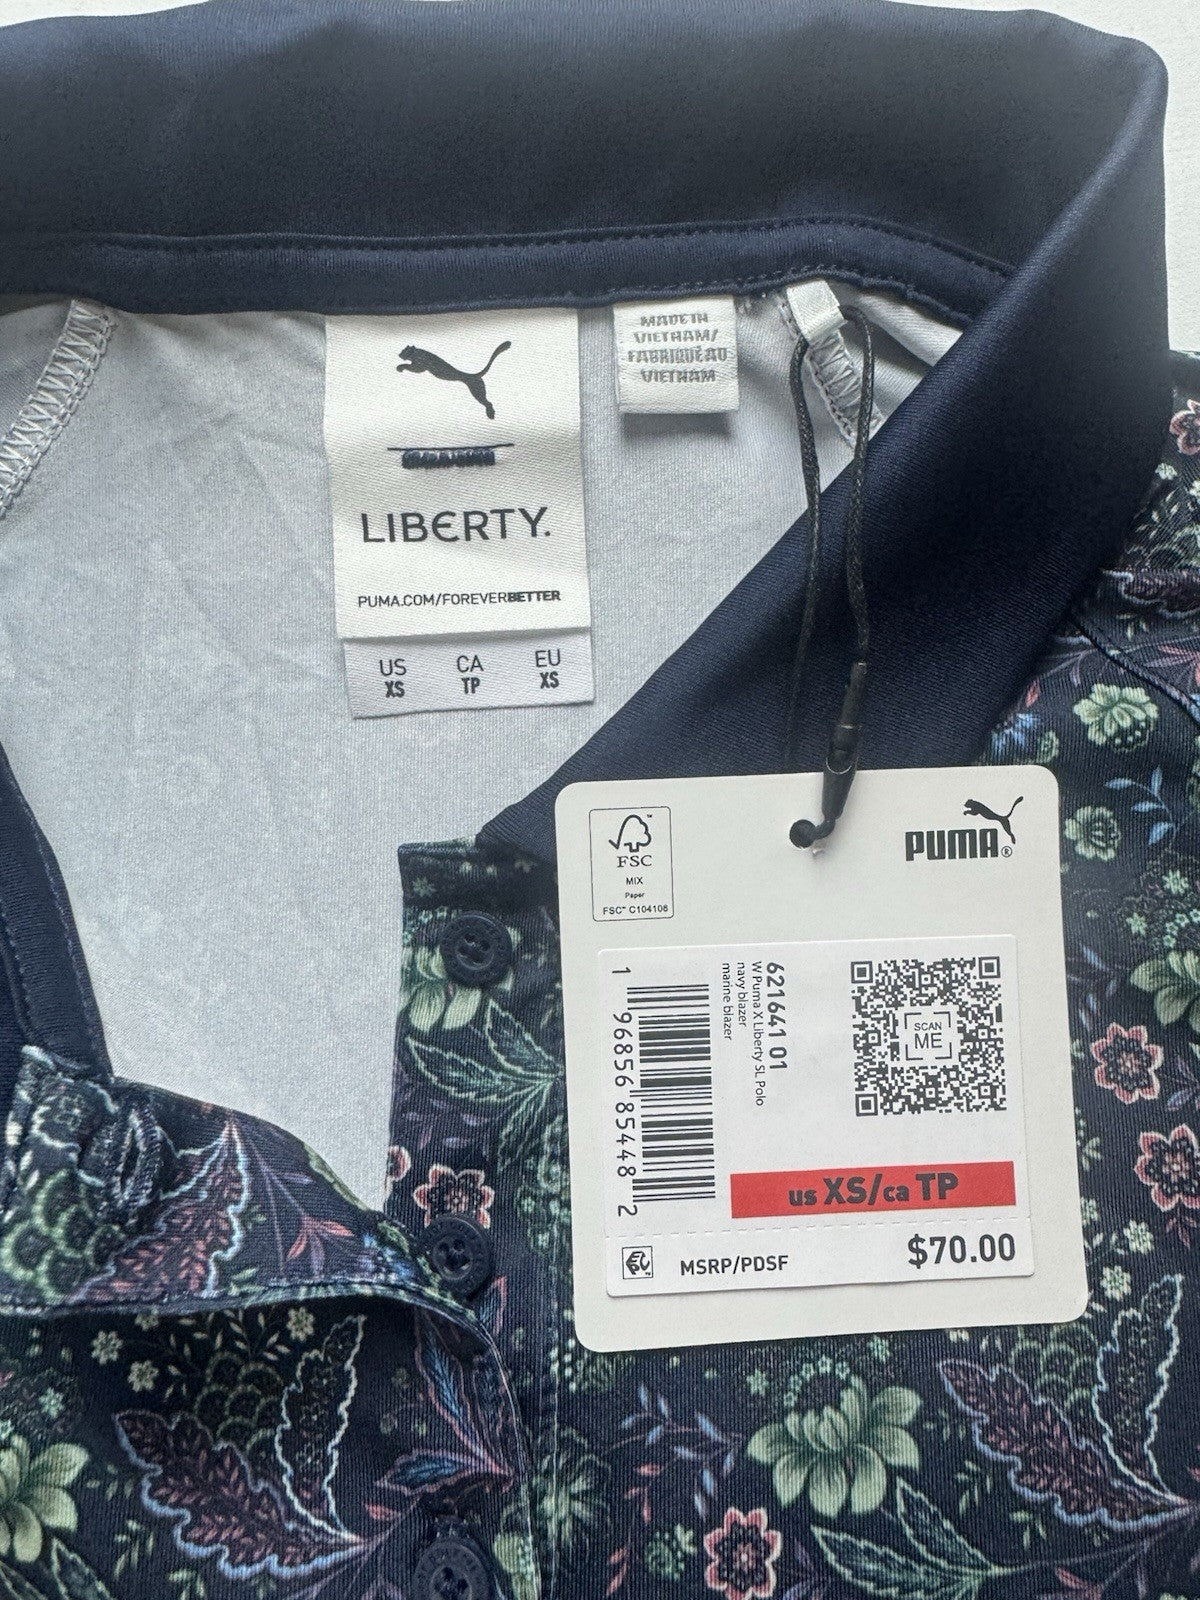 MADE IN
VIETNAM/
FABRIQUÉ AU
VIETNAM
LIBERTY.
PUMA.COM/FOREVERBETTER
US CA EU
XS TP XS
FSC
MIX
Paper
FSC™ C104108
PUMA®
621641 01
W Puma X Liberty SL Polo
navy blazer
marine blazer
1 96856 85448 2
SCAN
ME
us XS/ca TP
MSRP/PDSF $70.00